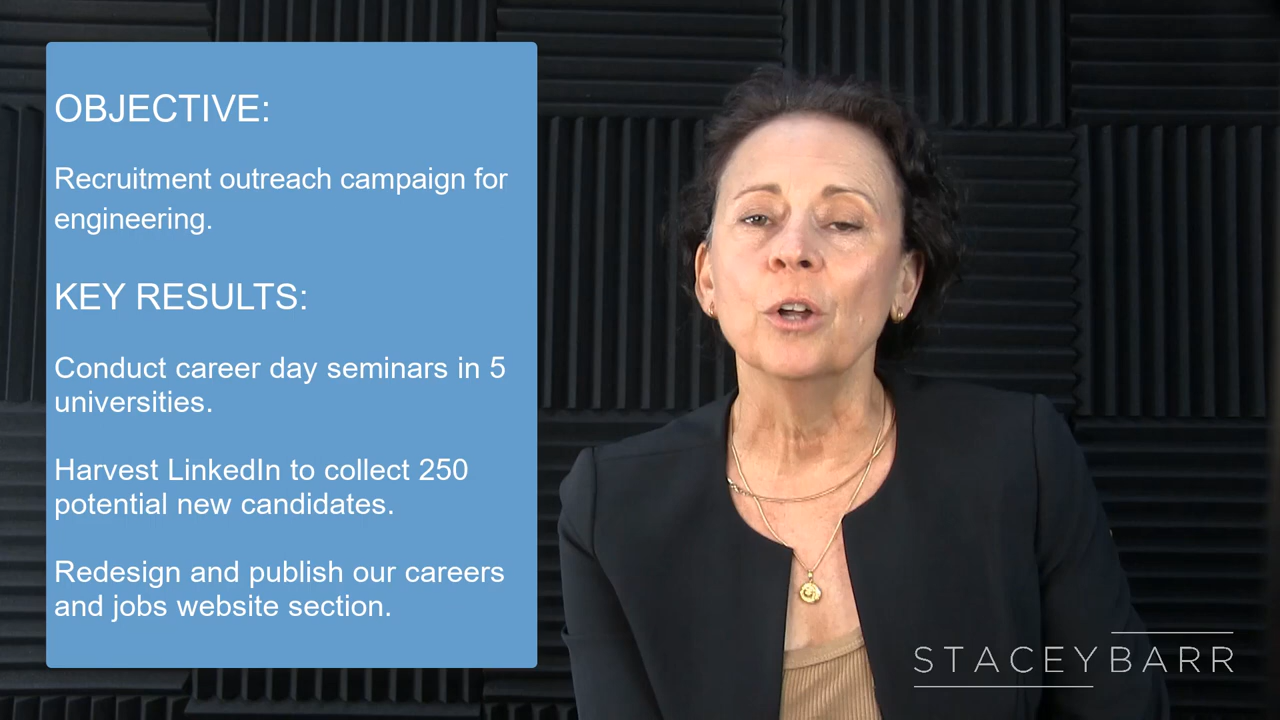 OBJECTIVE:
Recruitment outreach campaign for
engineering.
KEY RESULTS:
Conduct career day seminars in 5
universities.
Harvest LinkedIn to collect 250
potential new candidates.
Redesign and publish our careers
and jobs website section.
STACEYBARR